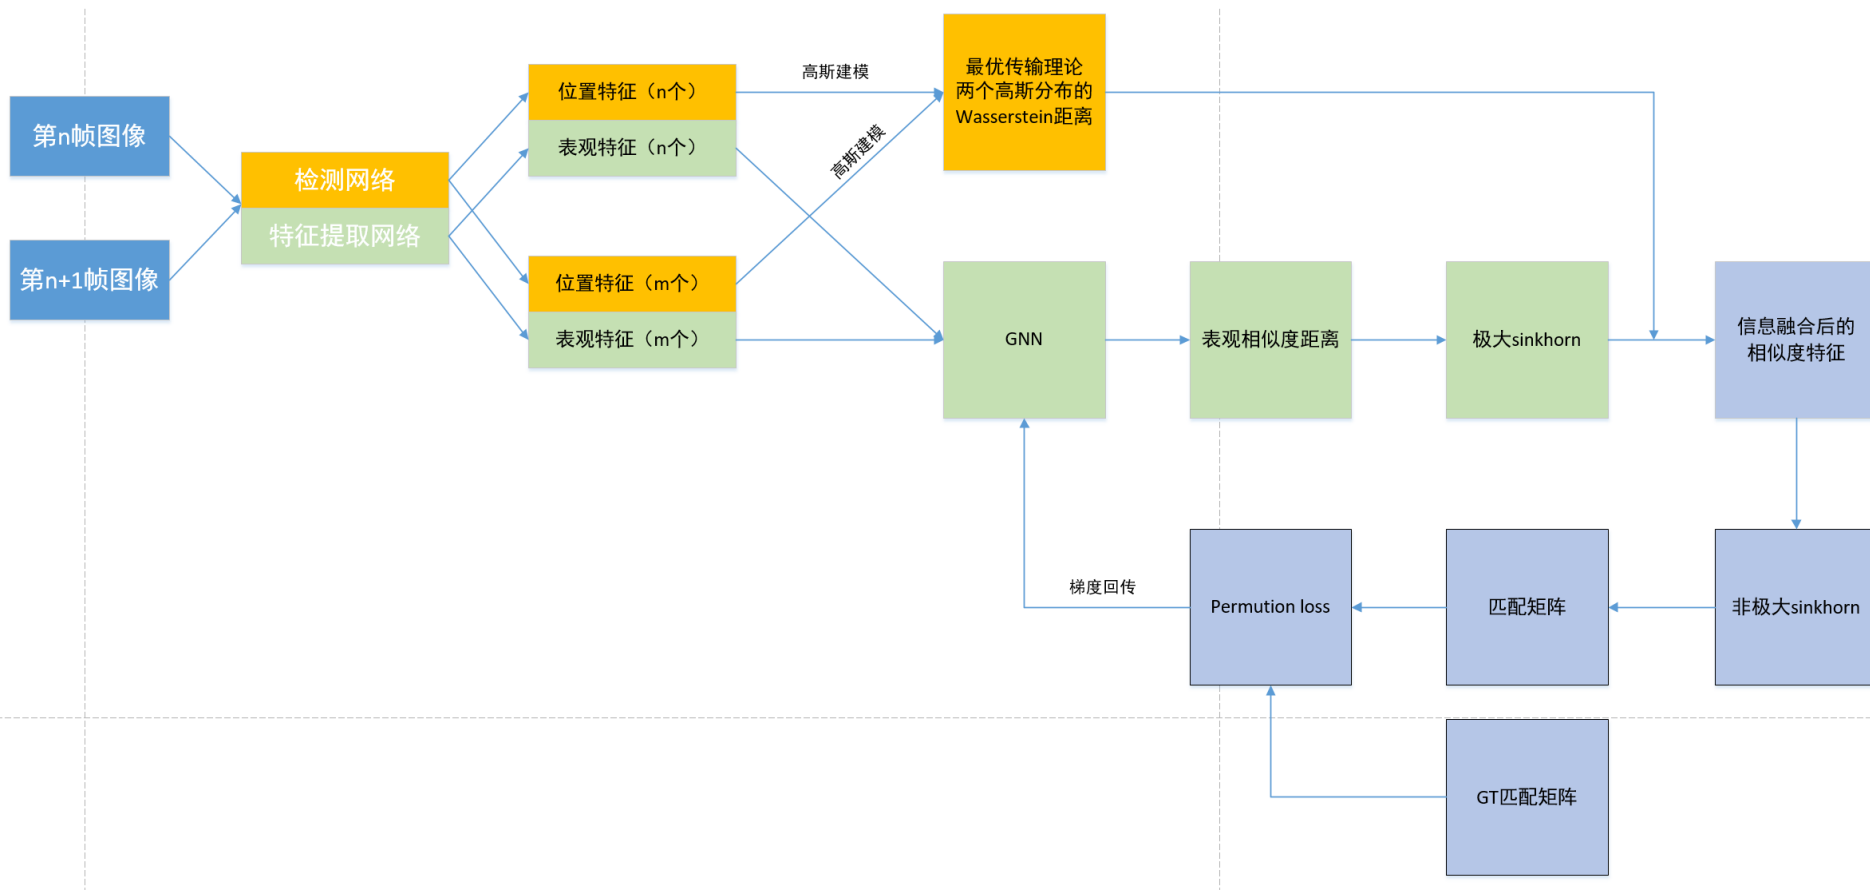 第n帧图像
第n+1帧图像
检测网络
特征提取网络
位置特征（n个）
表观特征（n个）
位置特征（m个）
表观特征（m个）
高斯建模
高斯建模
最优传输理论
两个高斯分布的
Wasserstein距离
GNN
表观相似度距离
极大sinkhorn
信息融合后的
相似度特征
梯度回传
Permution loss
匹配矩阵
非极大sinkhorn
GT匹配矩阵